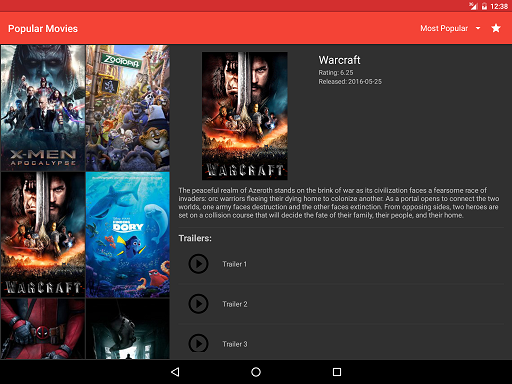 12:38
Popular Movies
Most Popular
X-MEN
APOCALYPSE
ZOOTOPIA
WARCRAFT
FINDING
DORY
WARCRAFT
Warcraft
Rating: 6.25
Released: 2016-05-25
The peaceful realm of Azeroth stands on the brink of war as its civilization faces a fearsome race of
invaders: orc warriors fleeing their dying home to colonize another. As a portal opens to connect the two
worlds, one army faces destruction and the other faces extinction. From opposing sides, two heroes are
set on a collision course that will decide the fate of their family, their people, and their home.
Trailers:
Trailer 1
Trailer 2
Trailer 3